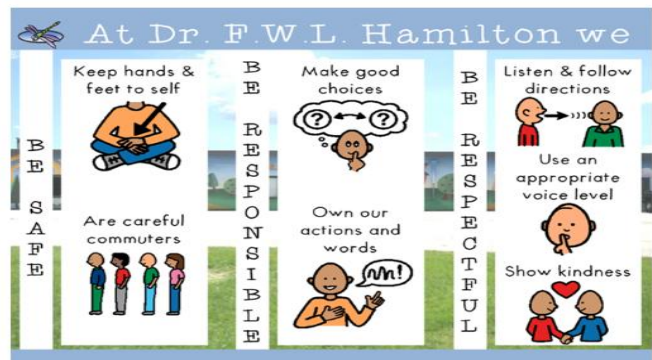 At Dr. F.W.L. Hamilton we
BE SAFE
Keep hands &
feet to self
Are careful
commuters
BE RESPONSIBLE
Make good
choices
? ?
Own our
actions and
words
!
BE RESPECTFUL
Listen & follow
directions
Use an
appropriate
voice level
Show kindness